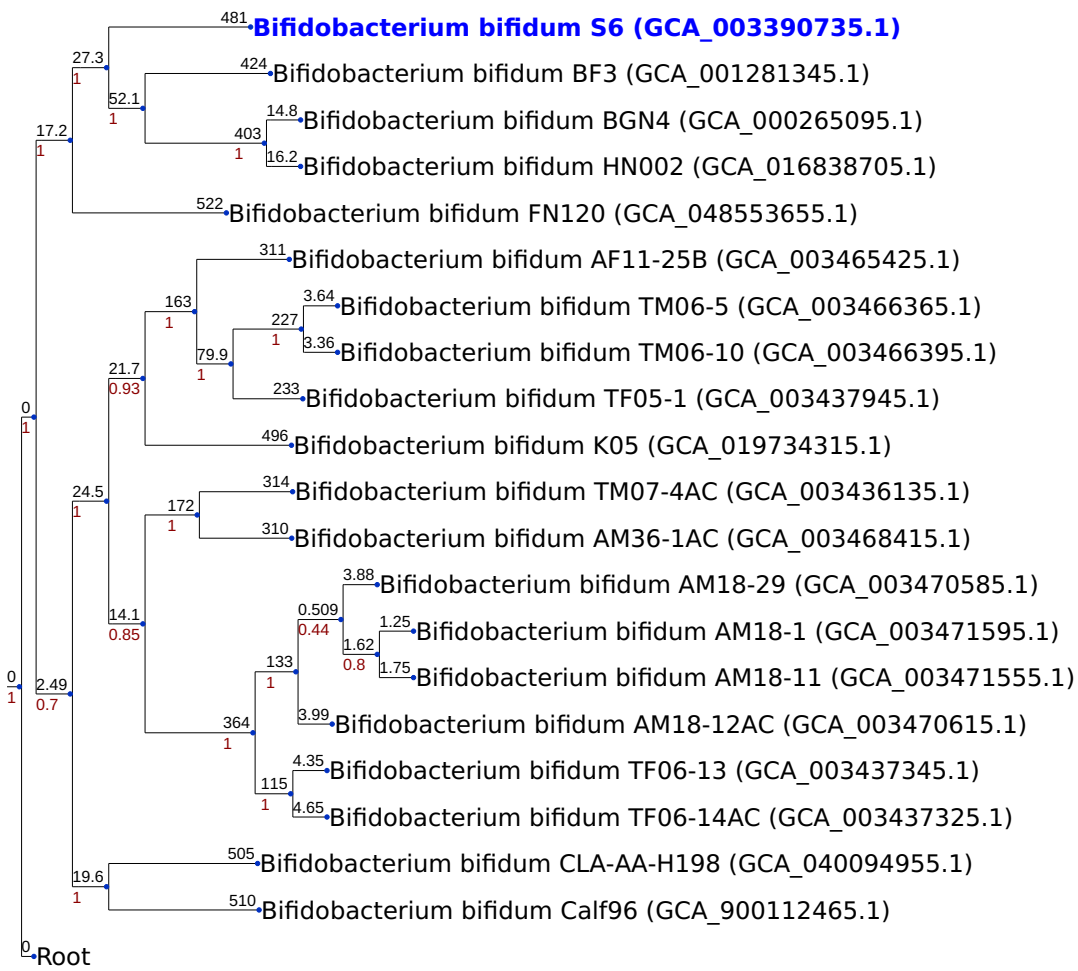 481
Bifidobacterium bifidum S6 (GCA_003390735.1)
27.3
1
424
Bifidobacterium bifidum BF3 (GCA_001281345.1)
52.1
1
14.8
Bifidobacterium bifidum BGN4 (GCA_000265095.1)
17.2
1
403
1
16.2
Bifidobacterium bifidum HN002 (GCA_016838705.1)
522
Bifidobacterium bifidum FN120 (GCA_048553655.1)
311
Bifidobacterium bifidum AF11-25B (GCA_003465425.1)
163
1
3.64
Bifidobacterium bifidum TM06-5 (GCA_003466365.1)
227
1
3.36
Bifidobacterium bifidum TM06-10 (GCA_003466395.1)
79.9
1
21.7
0.93
233
Bifidobacterium bifidum TF05-1 (GCA_003437945.1)
0
1
496
Bifidobacterium bifidum K05 (GCA_019734315.1)
24.5
1
314
Bifidobacterium bifidum TM07-4AC (GCA_003436135.1)
172
1
310
Bifidobacterium bifidum AM36-1AC (GCA_003468415.1)
3.88
Bifidobacterium bifidum AM18-29 (GCA_003470585.1)
14.1
0.85
0.509
0.44
1.25
Bifidobacterium bifidum AM18-1 (GCA_003471595.1)
1.62
0.8
1.75
Bifidobacterium bifidum AM18-11 (GCA_003471555.1)
133
1
0
1
2.49
0.7
3.99
Bifidobacterium bifidum AM18-12AC (GCA_003470615.1)
364
1
4.35
Bifidobacterium bifidum TF06-13 (GCA_003437345.1)
115
1
4.65
Bifidobacterium bifidum TF06-14AC (GCA_003437325.1)
505
Bifidobacterium bifidum CLA-AA-H198 (GCA_040094955.1)
19.6
1
510
Bifidobacterium bifidum Calf96 (GCA_900112465.1)
0
Root